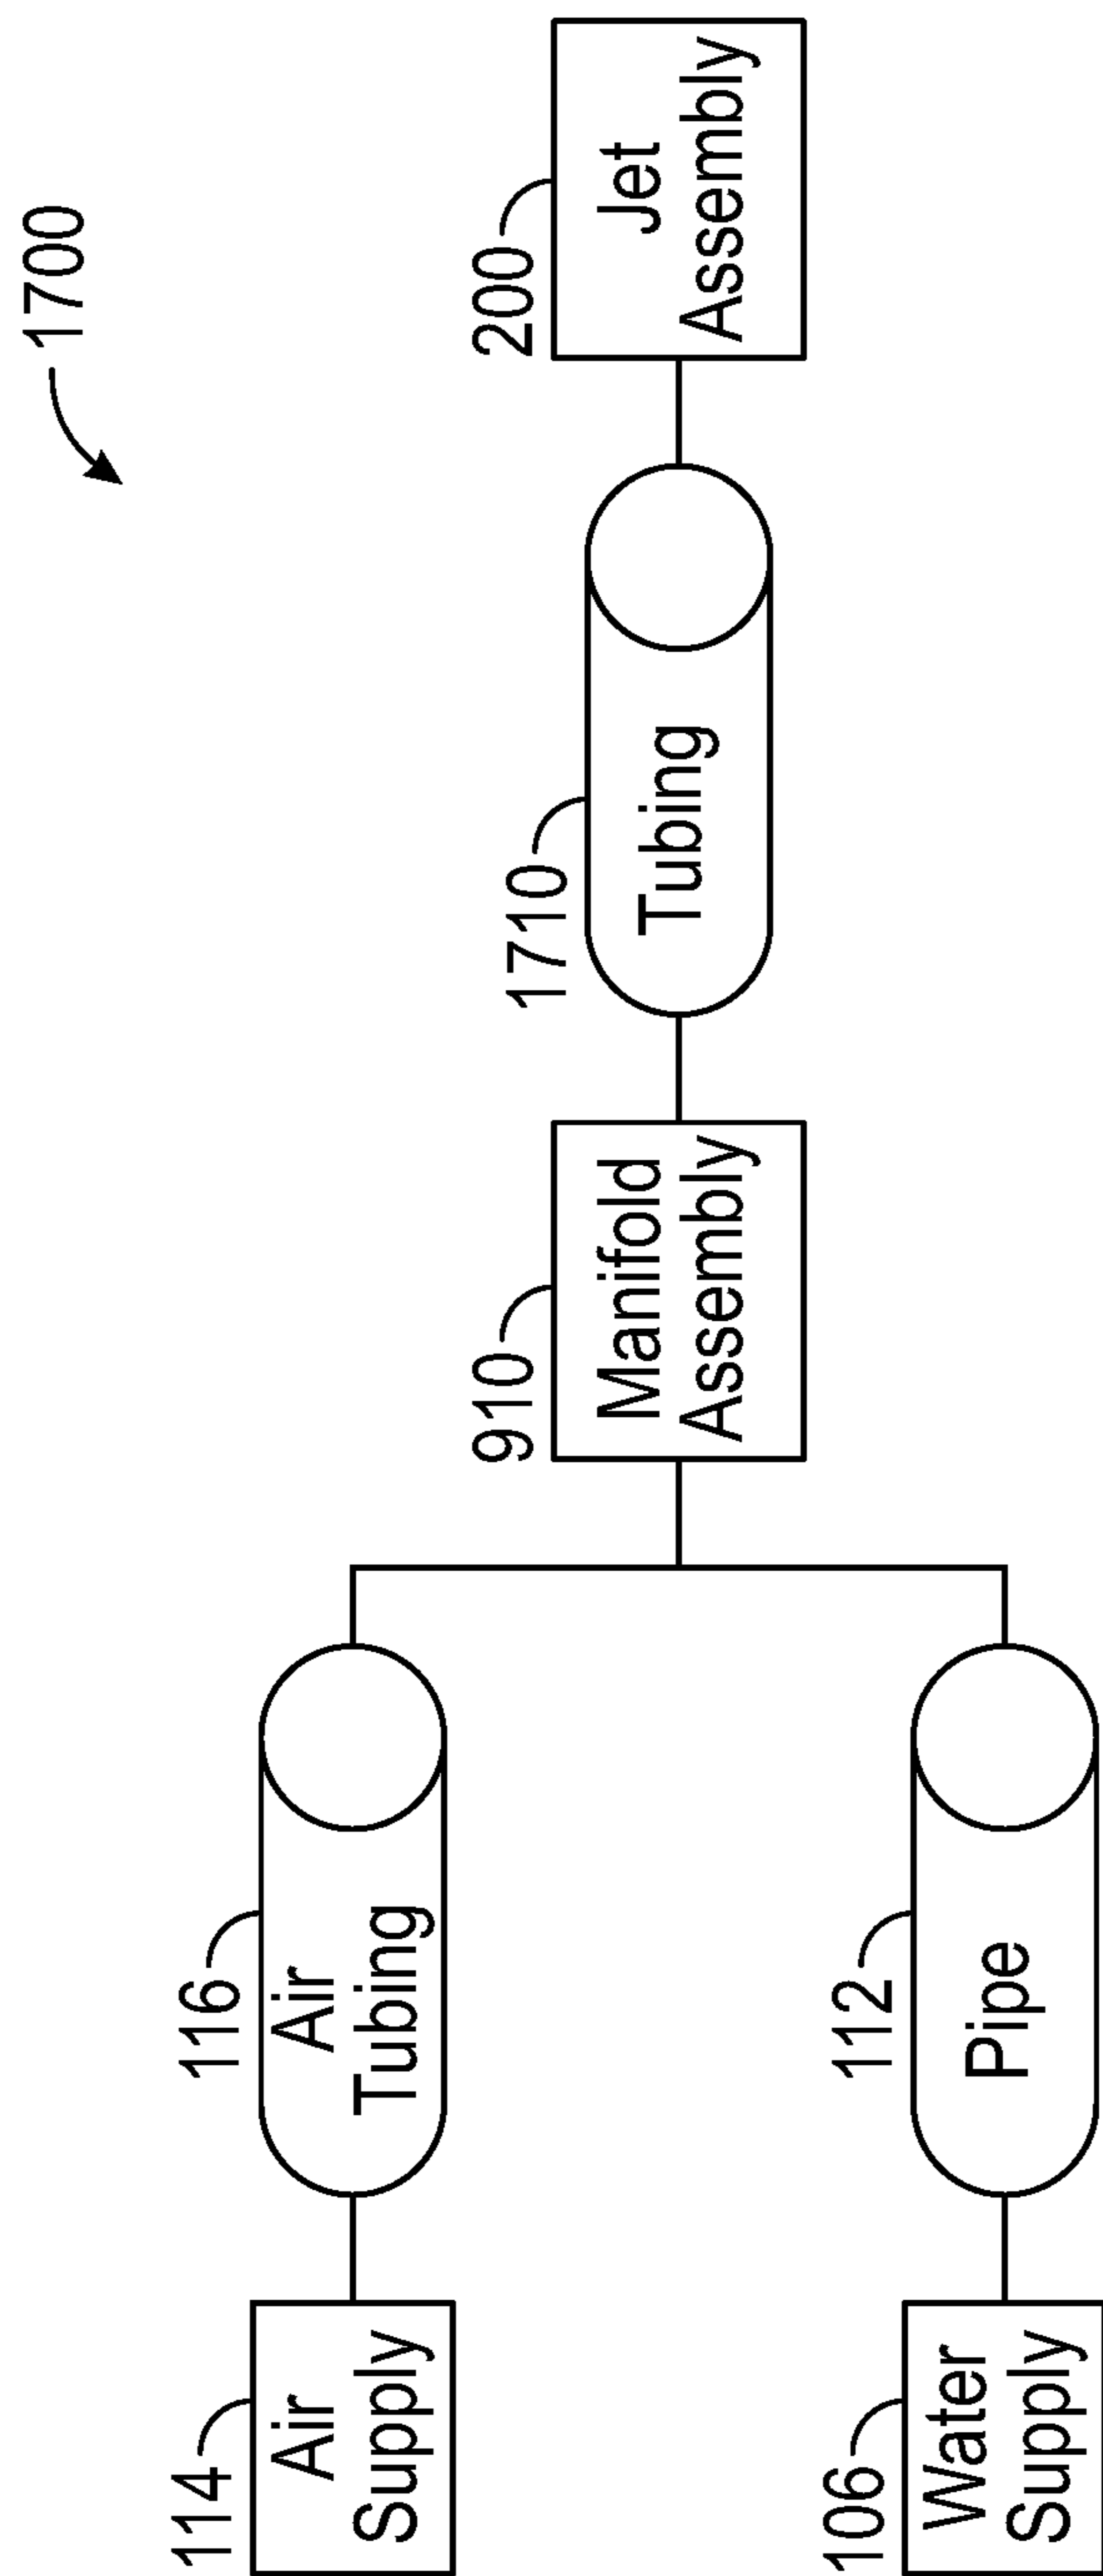 1700
114
Air
Supply
116
Air
Tubing
106
Water
Supply
112
Pipe
910
Manifold
Assembly
1710
Tubing
200
Jet
Assembly